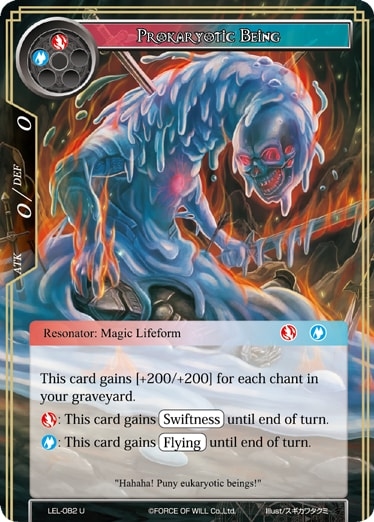 Prokaryotic Being
ATK 0 / DEF 0
Resonator: Magic Lifeform
This card gains [+200/+200] for each chant in
your graveyard.
: This card gains Swiftness until end of turn.
: This card gains Flying until end of turn.
"Hahaha! Puny eukaryotic beings!"
LEL-082 U ©FORCE OF WILL Co.,Ltd. Illust/スギカワタクミ